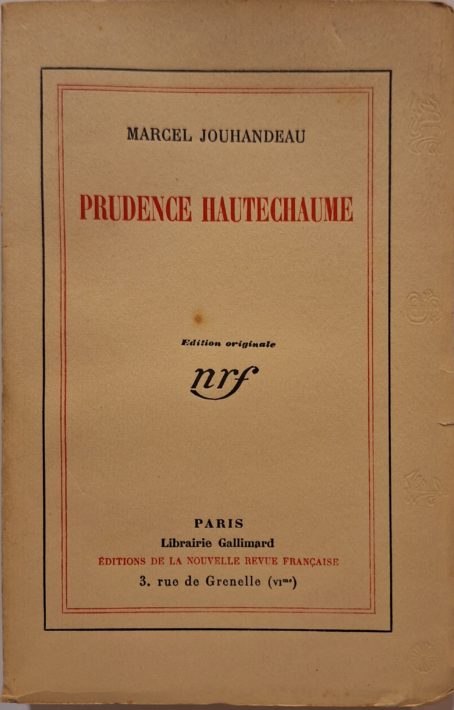 MARCEL JOUHANDEAU
PRUDENCE HAUTECHAUME
Edition originale
nrf
PARIS
Librairie Gallimard
ÉDITIONS DE LA NOUVELLE REVUE FRANÇAISE
3, rue de Grenelle (VIme)